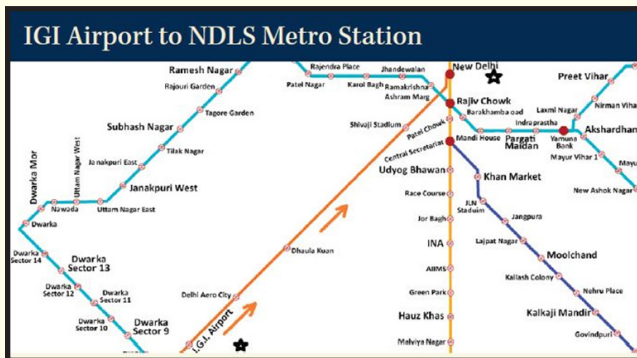 IGI Airport to NDLS Metro Station
Ramesh Nagar
Rajouri Garden
Tagore Garden
Subhash Nagar
Tilak Nagar
Janakpuri East
Janakpuri West
Uttam Nagar East
Uttam Nagar West
Nawada
Dwarka Mor
Dwarka
Dwarka
Sector 14
Dwarka
Sector 13
Dwarka
Sector 12
Dwarka
Sector 11
Dwarka
Sector 10
Dwarka
Sector 9
Rajendra Place
Jhandewalan
Patel Nagar
Karol Bagh
Ramakrishna
Ashram Marg
New Delhi
Shivaji Stadium
Dhaula Kuan
Delhi Aero City
I.G.I. Airport
Rajiv Chowk
Patel Chowk
Central Secretariat
Udyog Bhawan
Race Course
Jor Bagh
INA
AIIMS
Green Park
Hauz Khas
Malviya Nagar
Barakhamba oad
Mandi House
Pargati
Maidan
Indraprastha
Yamuna
Bank
Laxmi Nagar
Nirman Vihar
Preet Vihar
Akshardhan
Mayur Vihar 1
Mayu
New Ashok Nagar
Khan Market
JLN
Stadium
Jangpura
Lajpat Nagar
Moolchand
Kailash Colony
Nehru Place
Kalkaji Mandir
Govindpuri